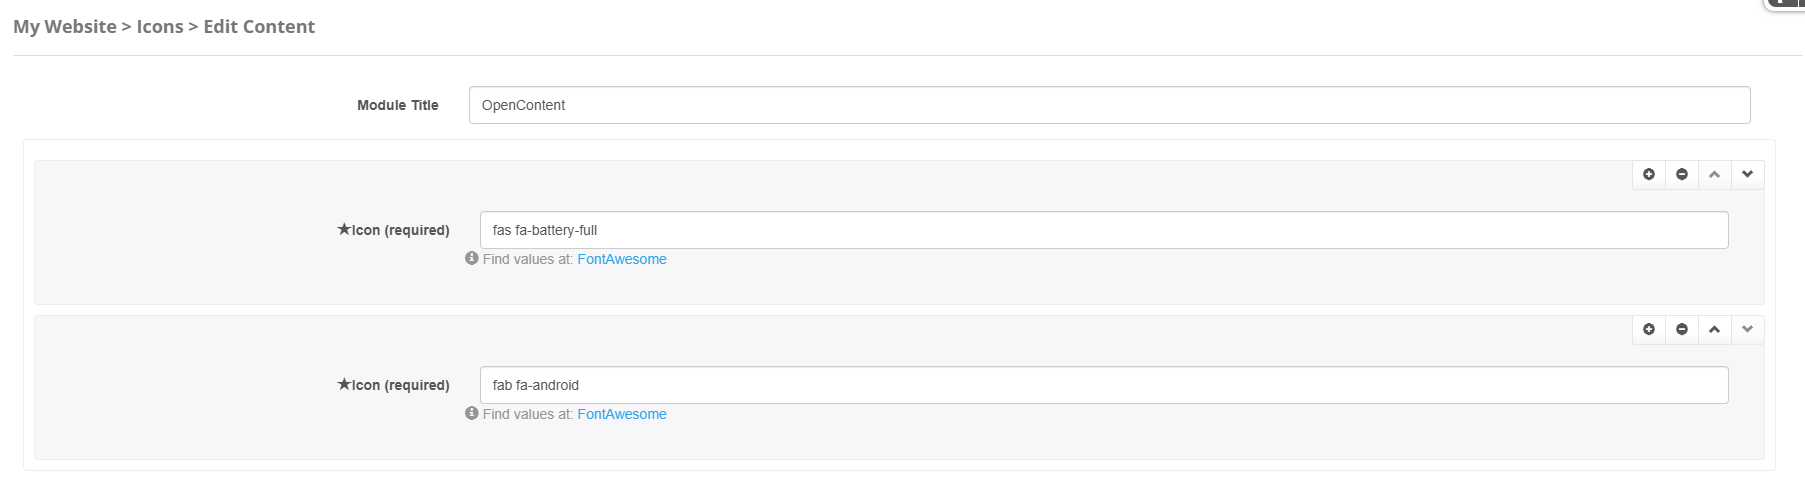 My Website > Icons > Edit Content
Module Title
OpenContent
★Icon (required)
fas fa-battery-full
Find values at: FontAwesome
★Icon (required)
fab fa-android
Find values at: FontAwesome